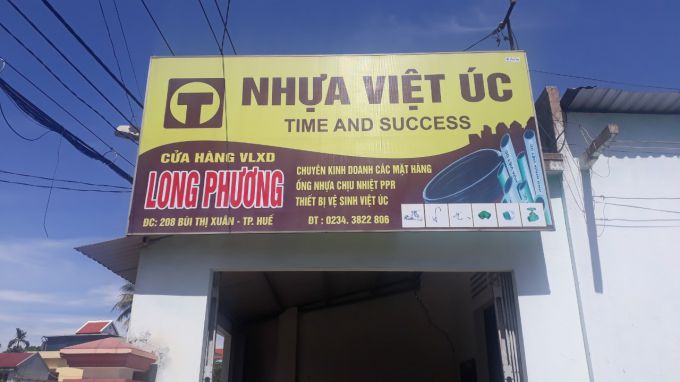 NHỰA VIỆT ÚC
TIME AND SUCCESS
CỬA HÀNG VLXD
LONG PHƯƠNG
ĐC: 208 BÙI THỊ XUÂN - TP. HUẾ
CHUYÊN KINH DOANH CÁC MẶT HÀNG
ỐNG NHỰA CHỊU NHIỆT PPR
THIẾT BỊ VỆ SINH VIỆT ÚC
ĐT : 0234. 3822 806